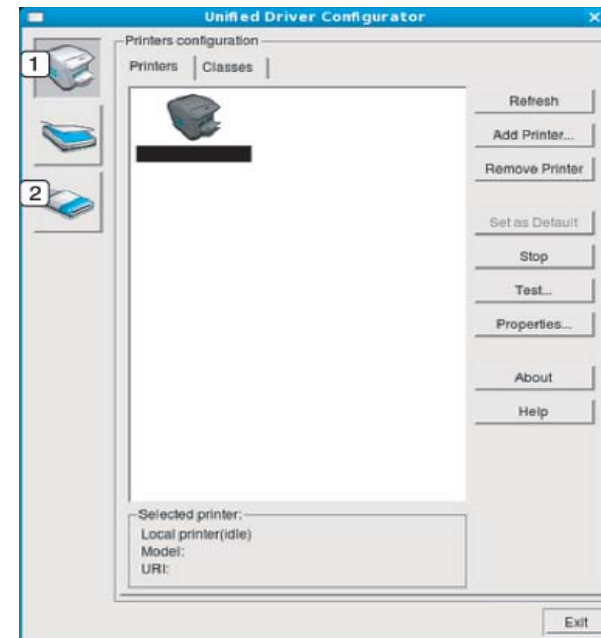 Unified Driver Configurator
1
2
Printers configuration
Printers
Classes
Refresh
Add Printer...
Remove Printer
Set as Default
Stop
Test...
Properties...
About
Help
Selected printer:
Local printer(idle)
Model:
URI:
Exit